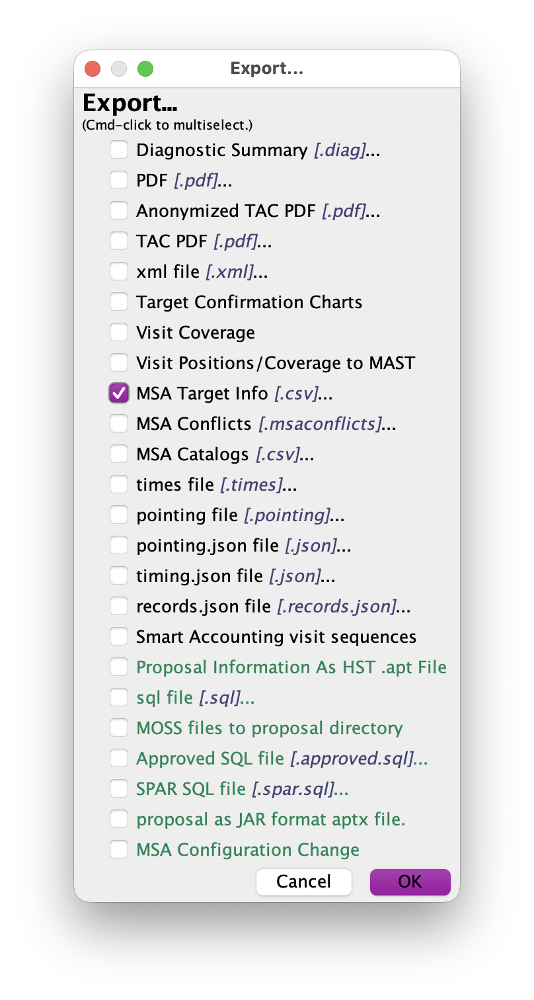 Export...
Export...
(Cmd-click to multiselect.)
Diagnostic Summary [.diag]...
PDF [.pdf]...
Anonymized TAC PDF [.pdf]...
TAC PDF [.pdf]...
xml file [.xml]...
Target Confirmation Charts
Visit Coverage
Visit Positions/Coverage to MAST
MSA Target Info [.csv]...
MSA Conflicts [.msaconflicts]...
MSA Catalogs [.csv]...
times file [.times]...
pointing file [.pointing]...
pointing.json file [.json]...
timing.json file [.json]...
records.json file [.records.json]...
Smart Accounting visit sequences
Proposal Information As HST .apt File
sql file [.sql]...
MOSS files to proposal directory
Approved SQL file [.approved.sql]...
SPAR SQL file [.spar.sql]...
proposal as JAR format aptx file.
MSA Configuration Change
Cancel OK